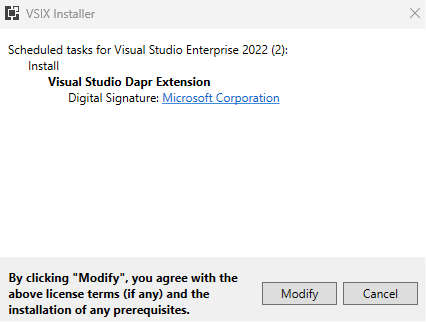 VSIX Installer
Scheduled tasks for Visual Studio Enterprise 2022 (2):
Install
Visual Studio Dapr Extension
Digital Signature: Microsoft Corporation
By clicking "Modify", you agree with the
above license terms (if any) and the
installation of any prerequisites.
Modify
Cancel